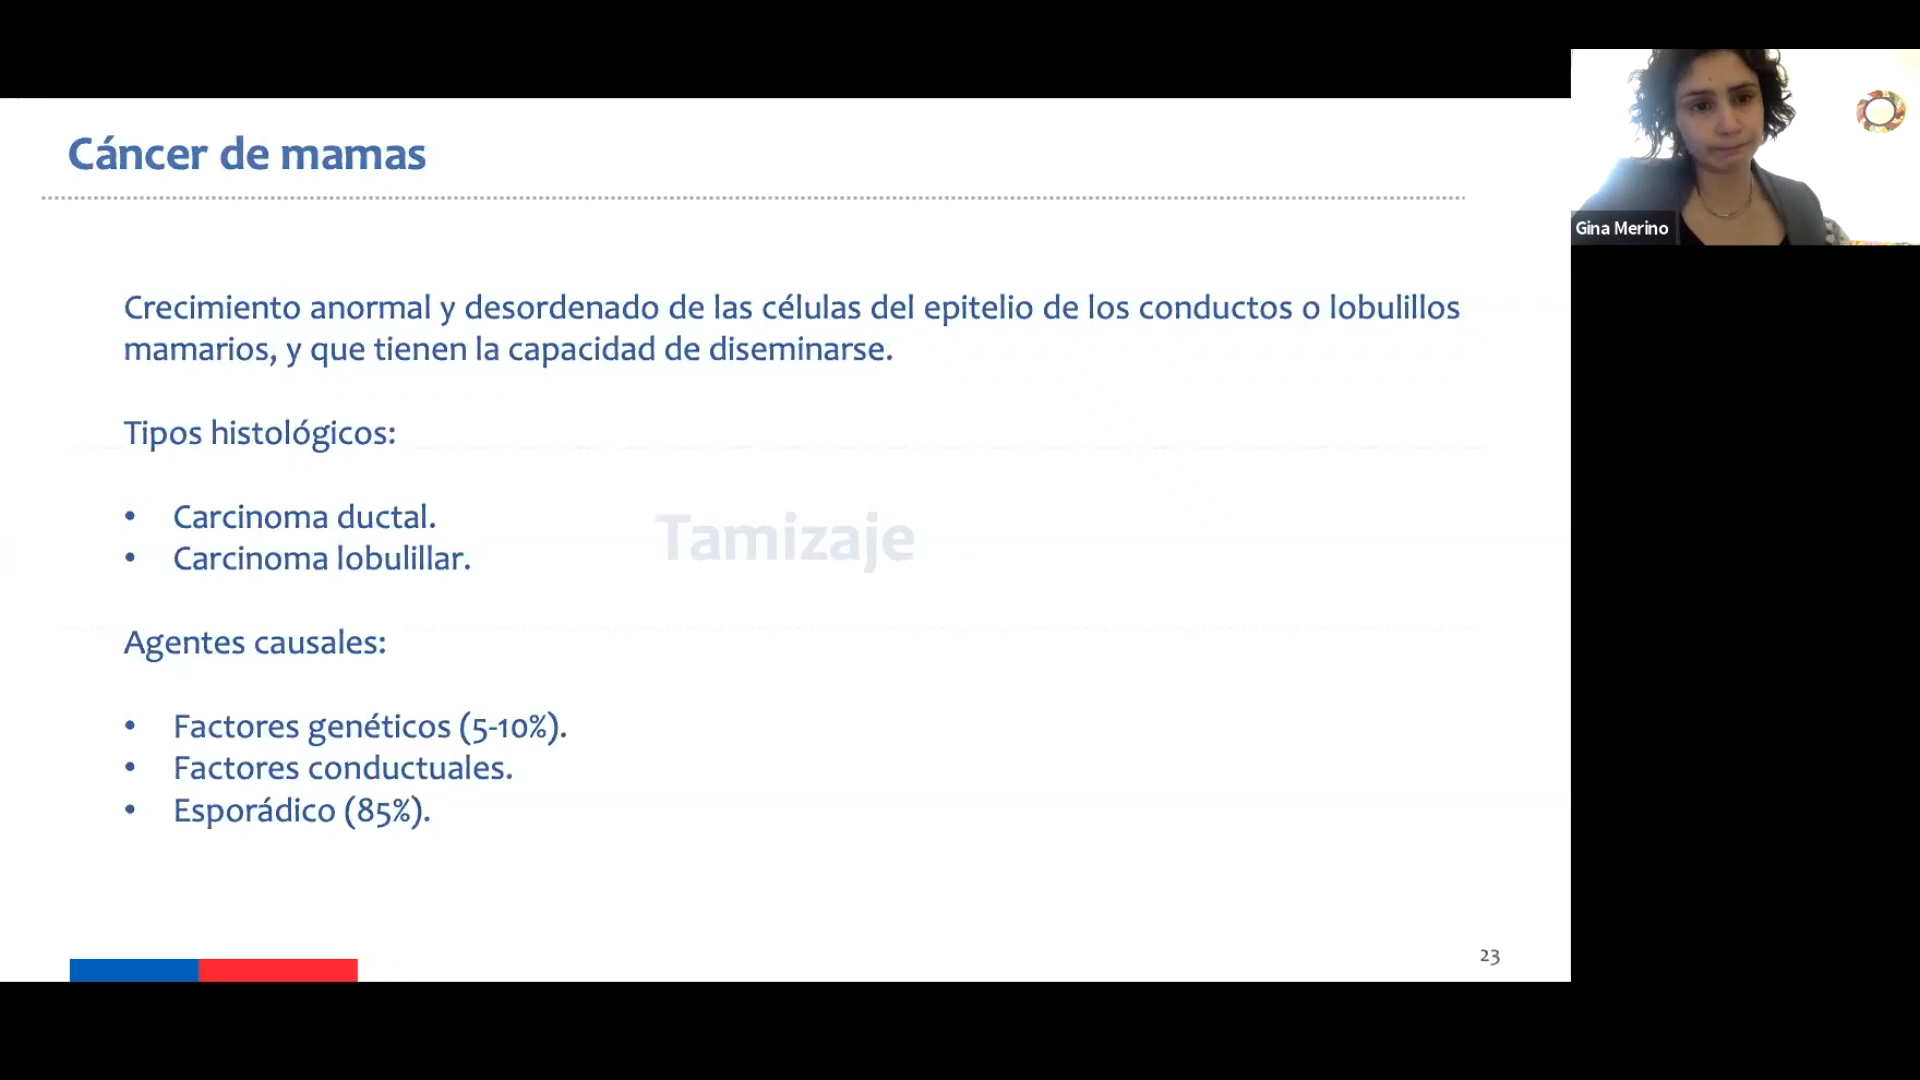 Cáncer de mamas
Gina Merino
Crecimiento anormal y desordenado de las células del epitelio de los conductos o lobulillos
mamarios, y que tienen la capacidad de diseminarse.
Tipos histológicos:
• Carcinoma ductal.
• Carcinoma lobulillar.
Tamizaje
Agentes causales:
• Factores genéticos (5-10%).
• Factores conductuales.
• Esporádico (85%).
23